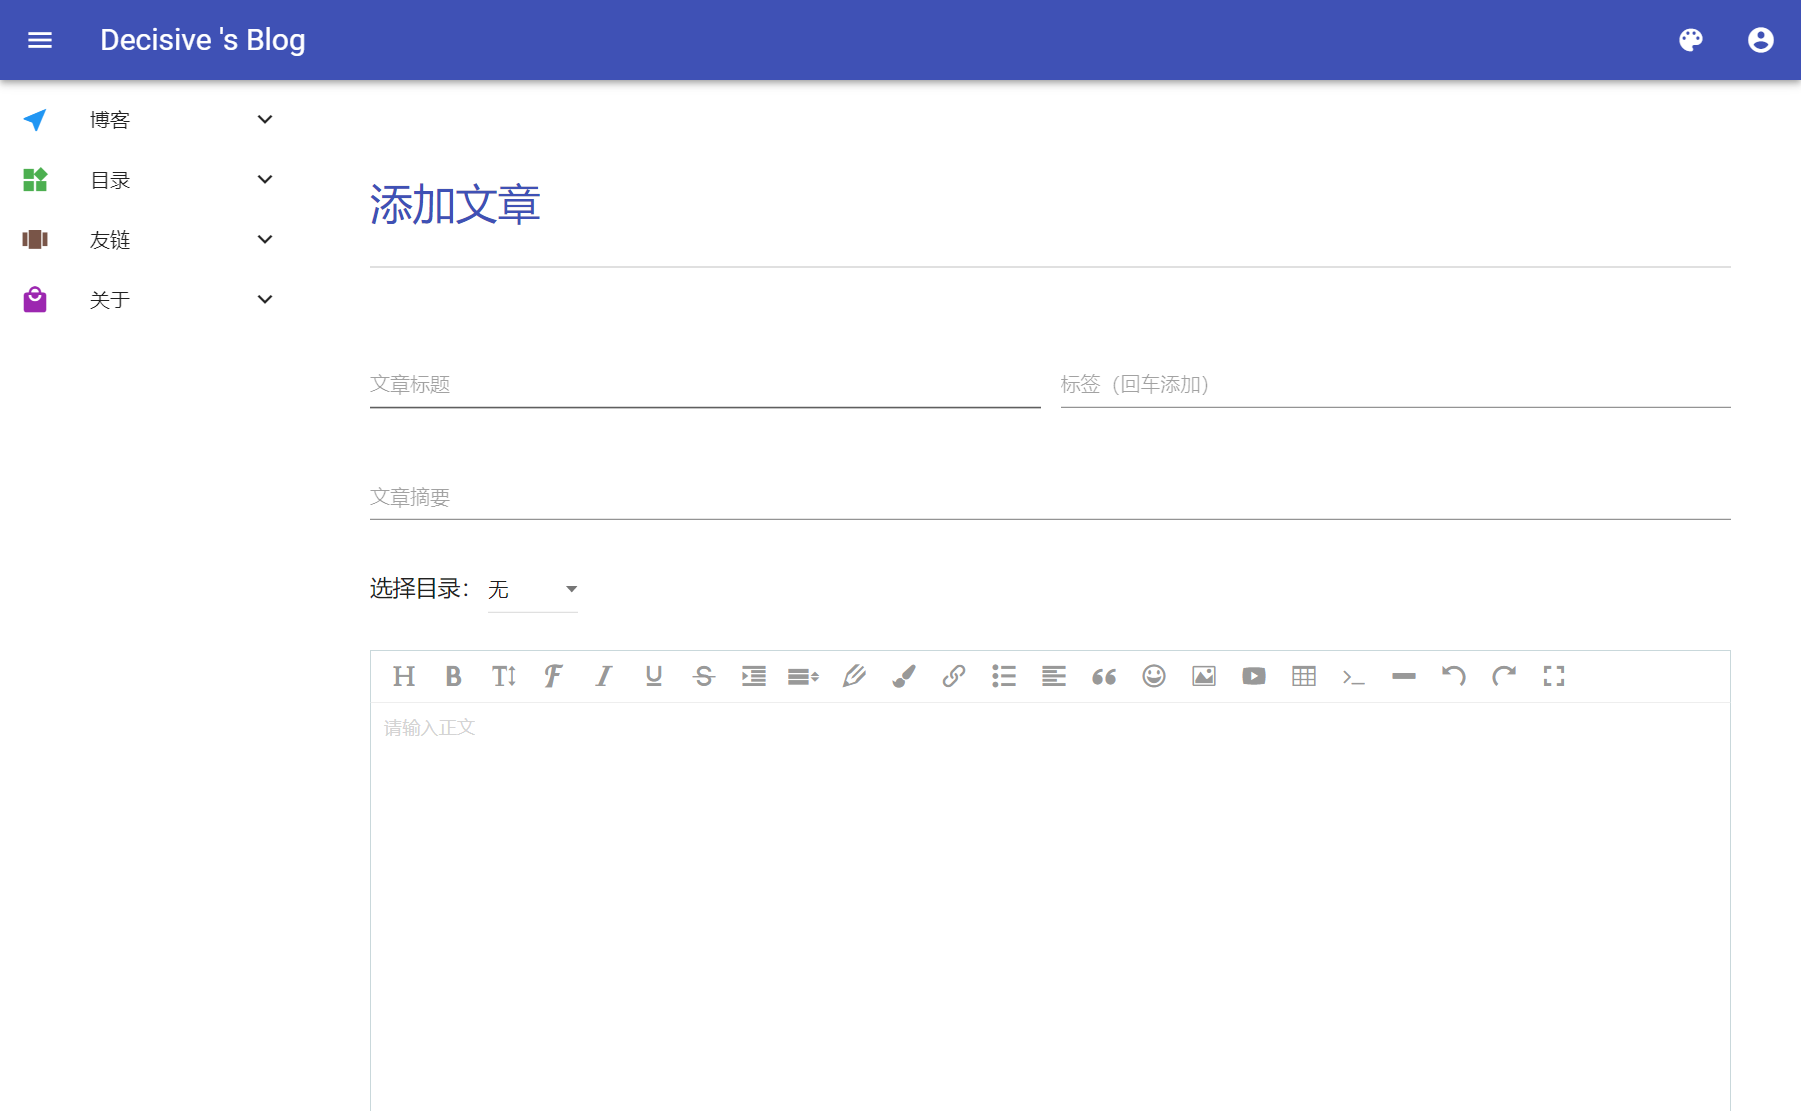 Decisive 's Blog
博客
目录
友链
关于
添加文章
文章标题
标签（回车添加）
文章摘要
选择目录： 无
请输入正文